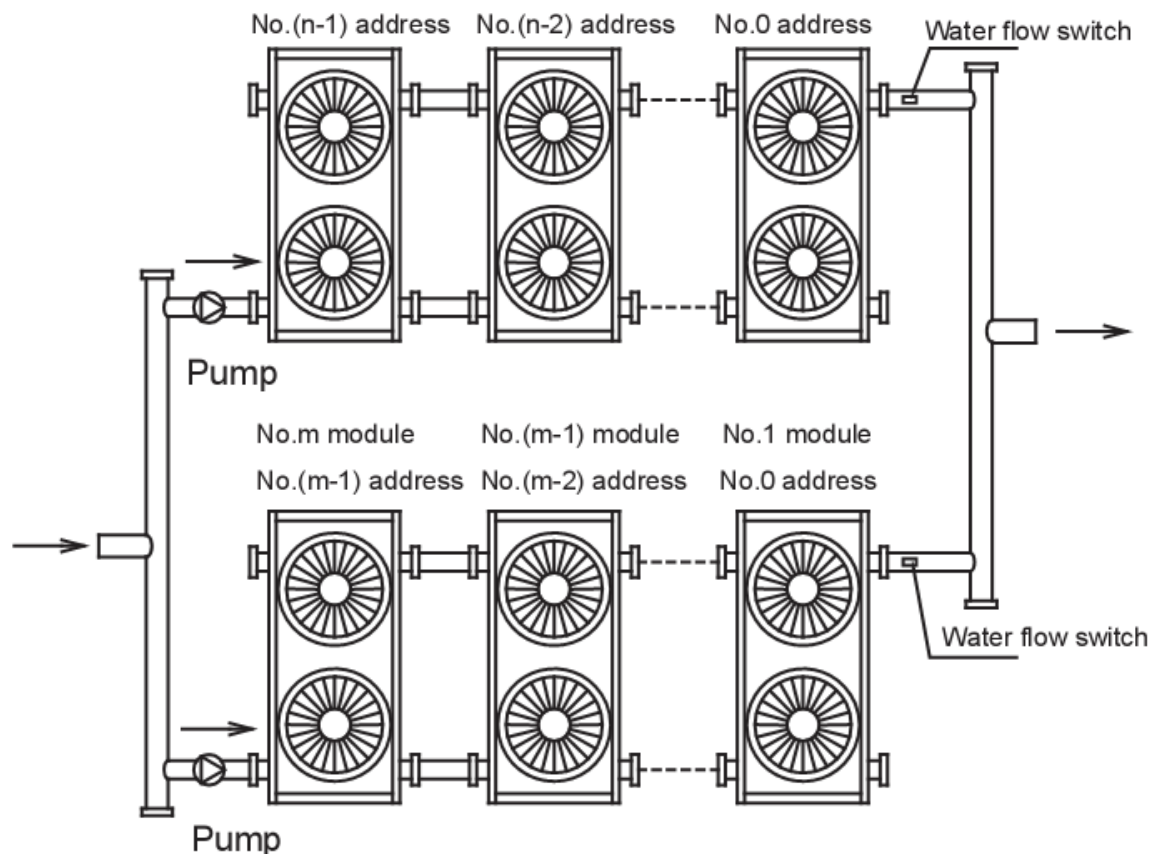 No.(n-1) address
No.(n-2) address
No.0 address
Water flow switch
Pump
No.m module
No.(m-1) module
No.1 module
No.(m-1) address
No.(m-2) address
No.0 address
Water flow switch
Pump